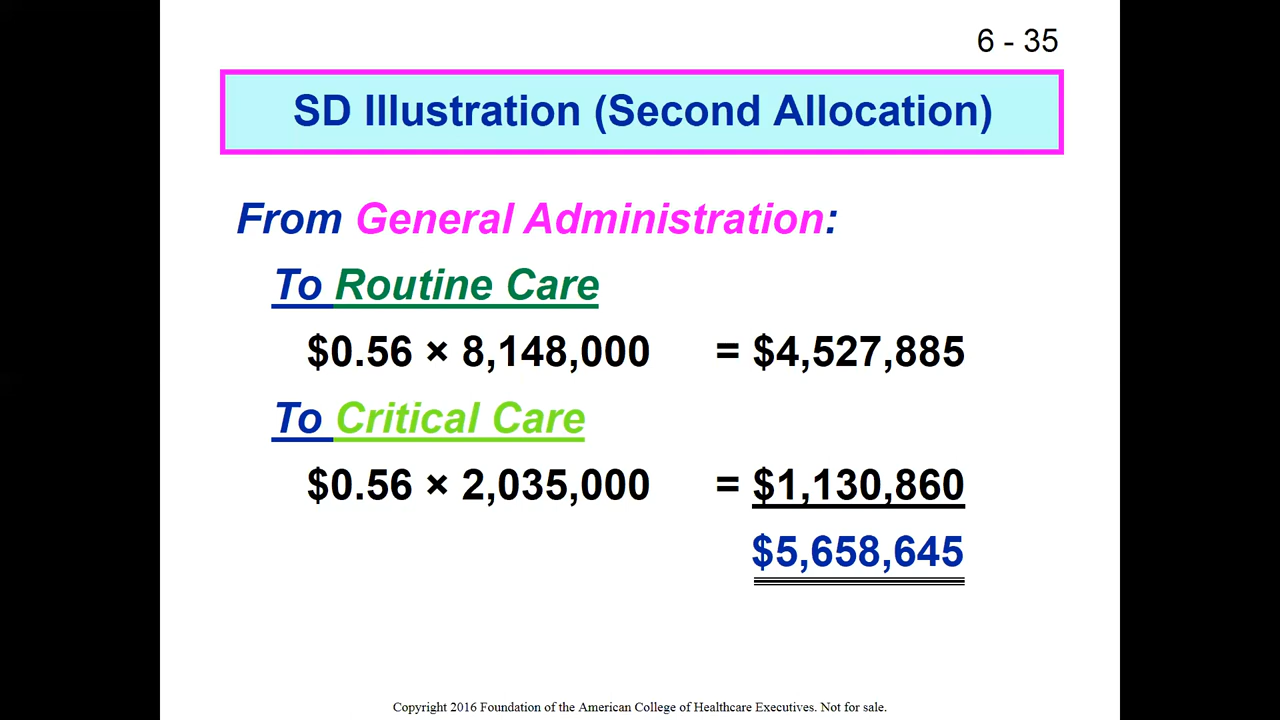 6 - 35
SD Illustration (Second Allocation)
From General Administration:
To Routine Care
$0.56 × 8,148,000 = $4,527,885
To Critical Care
$0.56 × 2,035,000 = $1,130,860
$5,658,645
Copyright 2016 Foundation of the American College of Healthcare Executives. Not for sale.